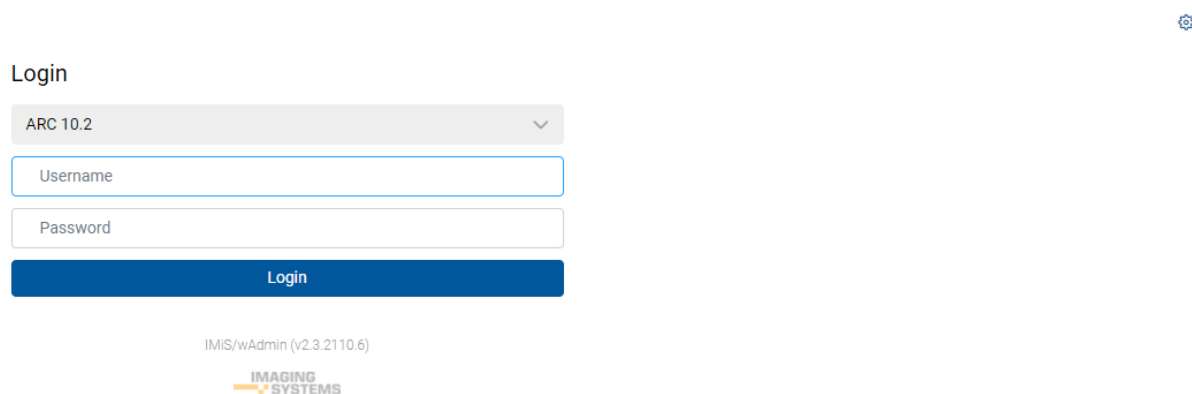 Login
ARC 10.2
Username
Password
Login
IMiS/wAdmin (v2.3.2110.6)
IMAGING
SYSTEMS